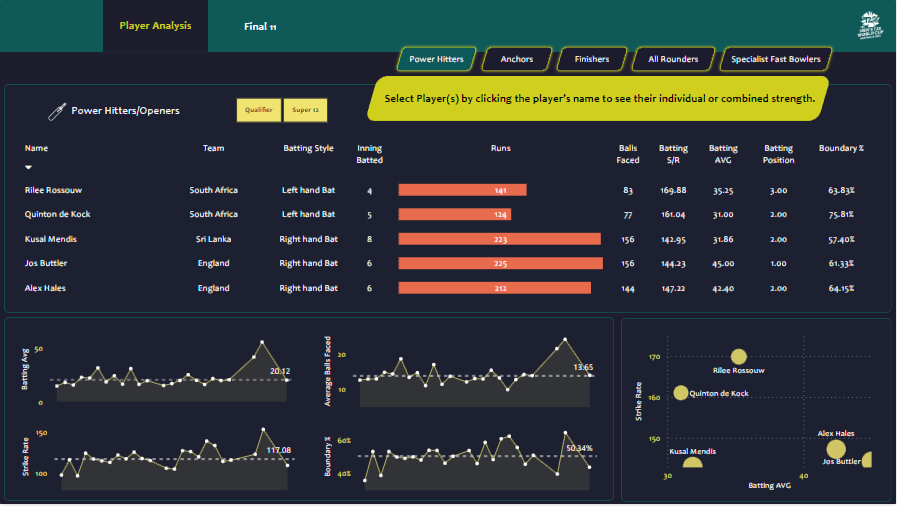 Player Analysis
Final 11
WORLD CUP
Power Hitters
Anchors
Finishers
All Rounders
Specialist Fast Bowlers
Select Player(s) by clicking the player's name to see their individual or combined strength.
Power Hitters/Openers
Qualifier
Super 12
Name Team Batting Style Inning Batted Runs Balls Faced Batting S/R Batting AVG Batting Position Boundary %
Rilee Rossouw South Africa Left hand Bat 4 141 83 169.88 35.25 3.00 63.83%
Quinton de Kock South Africa Left hand Bat 5 124 77 161.04 31.00 2.00 75.81%
Kusal Mendis Sri Lanka Right hand Bat 8 223 156 142.95 31.86 2.00 57.40%
Jos Buttler England Right hand Bat 6 225 156 144.23 45.00 1.00 61.33%
Alex Hales England Right hand Bat 6 212 144 147.22 42.40 2.00 64.15%
Batting Avg
50
0
20.12
Average Balls Faced
20
10
13.65
Strike Rate
150
100
117.08
Boundary %
60%
40%
50.34%
Strike Rate
170
160
150
Rilee Rossouw
Quinton de Kock
Alex Hales
Kusal Mendis
Jos Buttler
30
40
Batting AVG